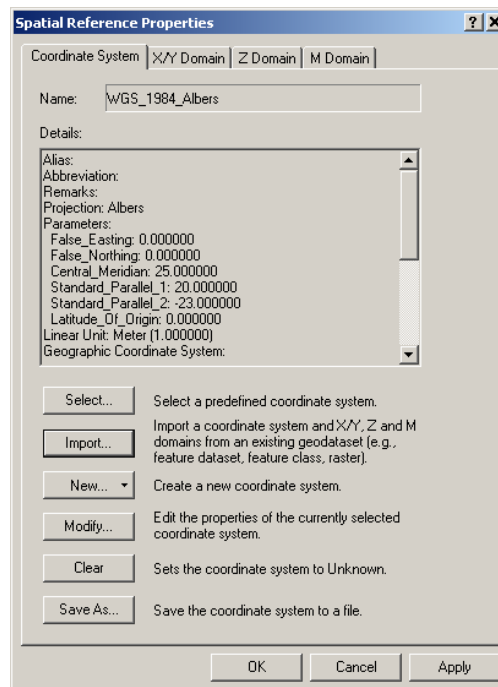 Spatial Reference Properties
Coordinate System X/Y Domain Z Domain M Domain
Name: WGS_1984_Albers
Details:
Alias:
Abbreviation:
Remarks:
Projection: Albers
Parameters:
False_Easting: 0.000000
False_Northing: 0.000000
Central_Meridian: 25.000000
Standard_Parallel_1: 20.000000
Standard_Parallel_2: -23.000000
Latitude_Of_Origin: 0.000000
Linear Unit: Meter (1.000000)
Geographic Coordinate System:
Select... Select a predefined coordinate system.
Import... Import a coordinate system and X/Y, Z and M
domains from an existing geodataset (e.g.,
feature dataset, feature class, raster).
New... Create a new coordinate system.
Modify... Edit the properties of the currently selected
coordinate system.
Clear Sets the coordinate system to Unknown.
Save As... Save the coordinate system to a file.
OK Cancel Apply